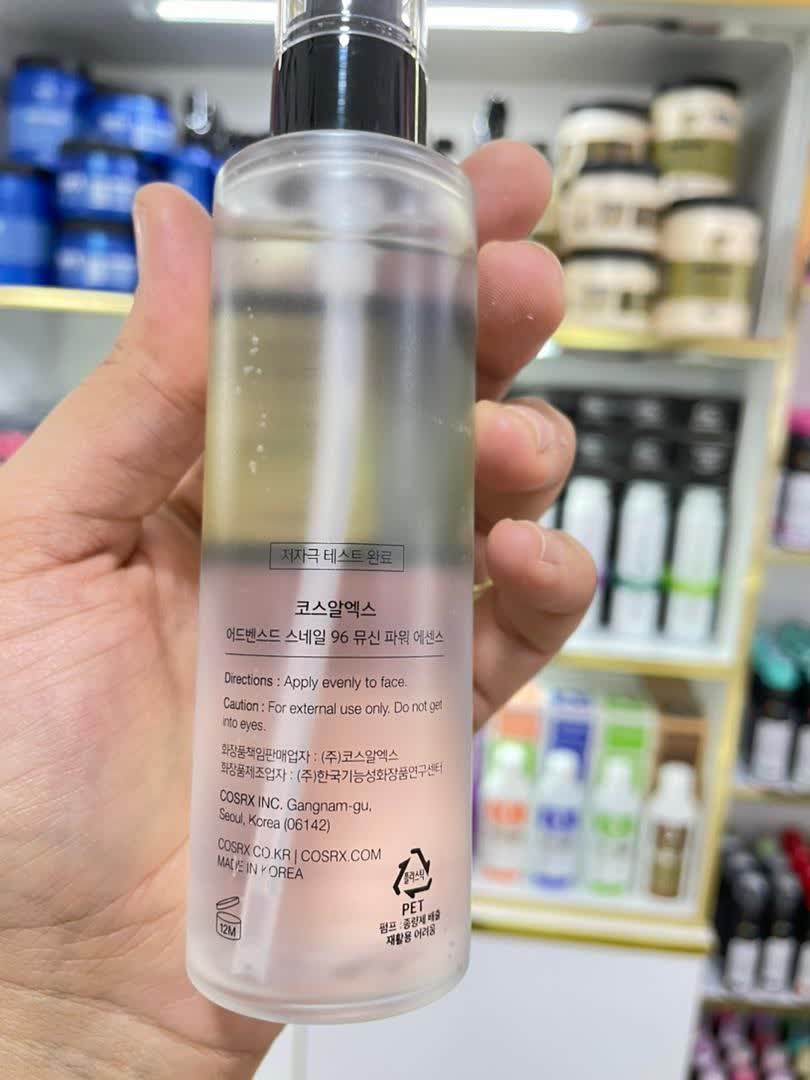 저자극 테스트 완료
코스알엑스
어드벤스드 스네일 96 뮤신 파워 에센스
Directions : Apply evenly to face.
Caution : For external use only. Do not get
into eyes.
화장품책임판매업자 : (주)코스알엑스
화장품제조업자 : (주)한국기능성화장품연구센터
COSRX INC. Gangnam-gu,
Seoul, Korea (06142)
COSRX.CO.KR | COSRX.COM
MADE IN KOREA
12M
플라스틱
PET
펌프 : 종량제 배출
재활용 어려움